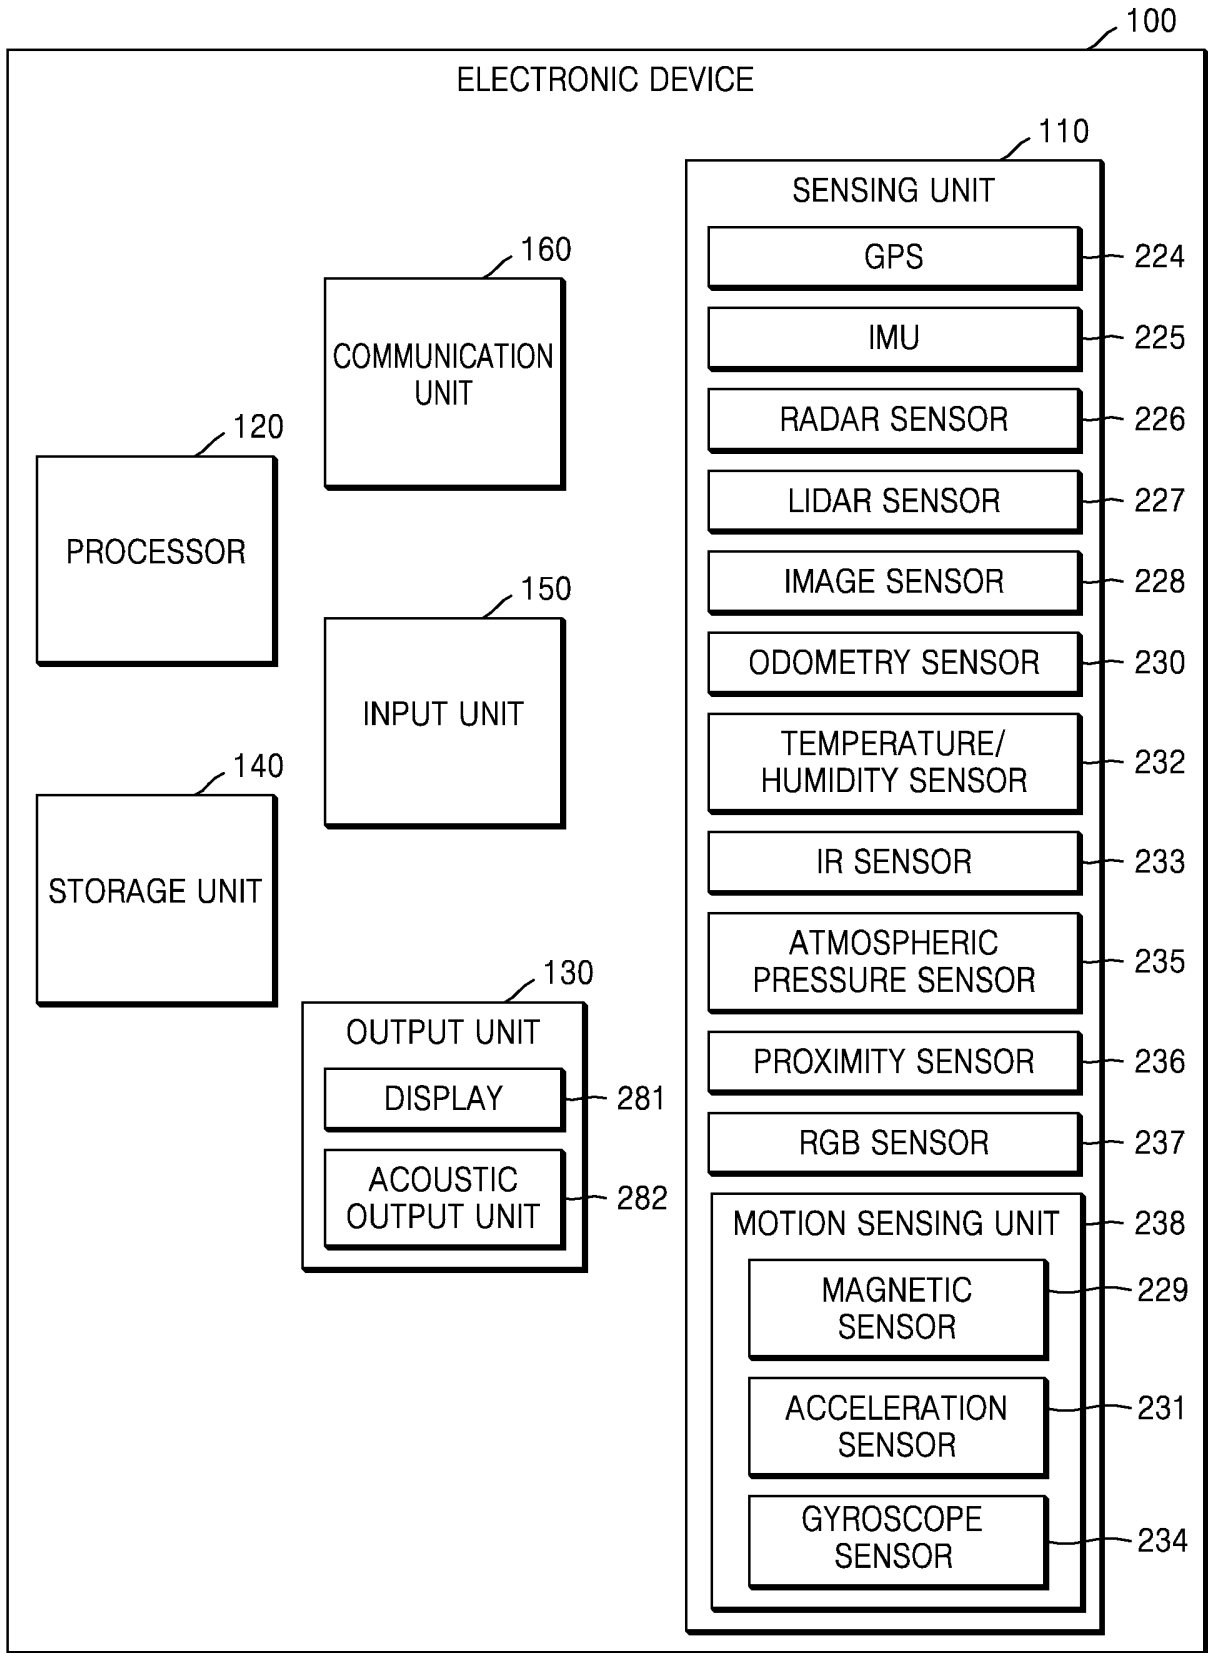 100
ELECTRONIC DEVICE
110
SENSING UNIT
GPS
224
IMU
225
RADAR SENSOR
226
LIDAR SENSOR
227
IMAGE SENSOR
228
ODOMETRY SENSOR
230
TEMPERATURE/
HUMIDITY SENSOR
232
IR SENSOR
233
ATMOSPHERIC
PRESSURE SENSOR
235
PROXIMITY SENSOR
236
RGB SENSOR
237
MOTION SENSING UNIT
238
MAGNETIC
SENSOR
229
ACCELERATION
SENSOR
231
GYROSCOPE
SENSOR
234
160
COMMUNICATION
UNIT
120
PROCESSOR
150
INPUT UNIT
140
STORAGE UNIT
130
OUTPUT UNIT
DISPLAY
281
ACOUSTIC
OUTPUT UNIT
282